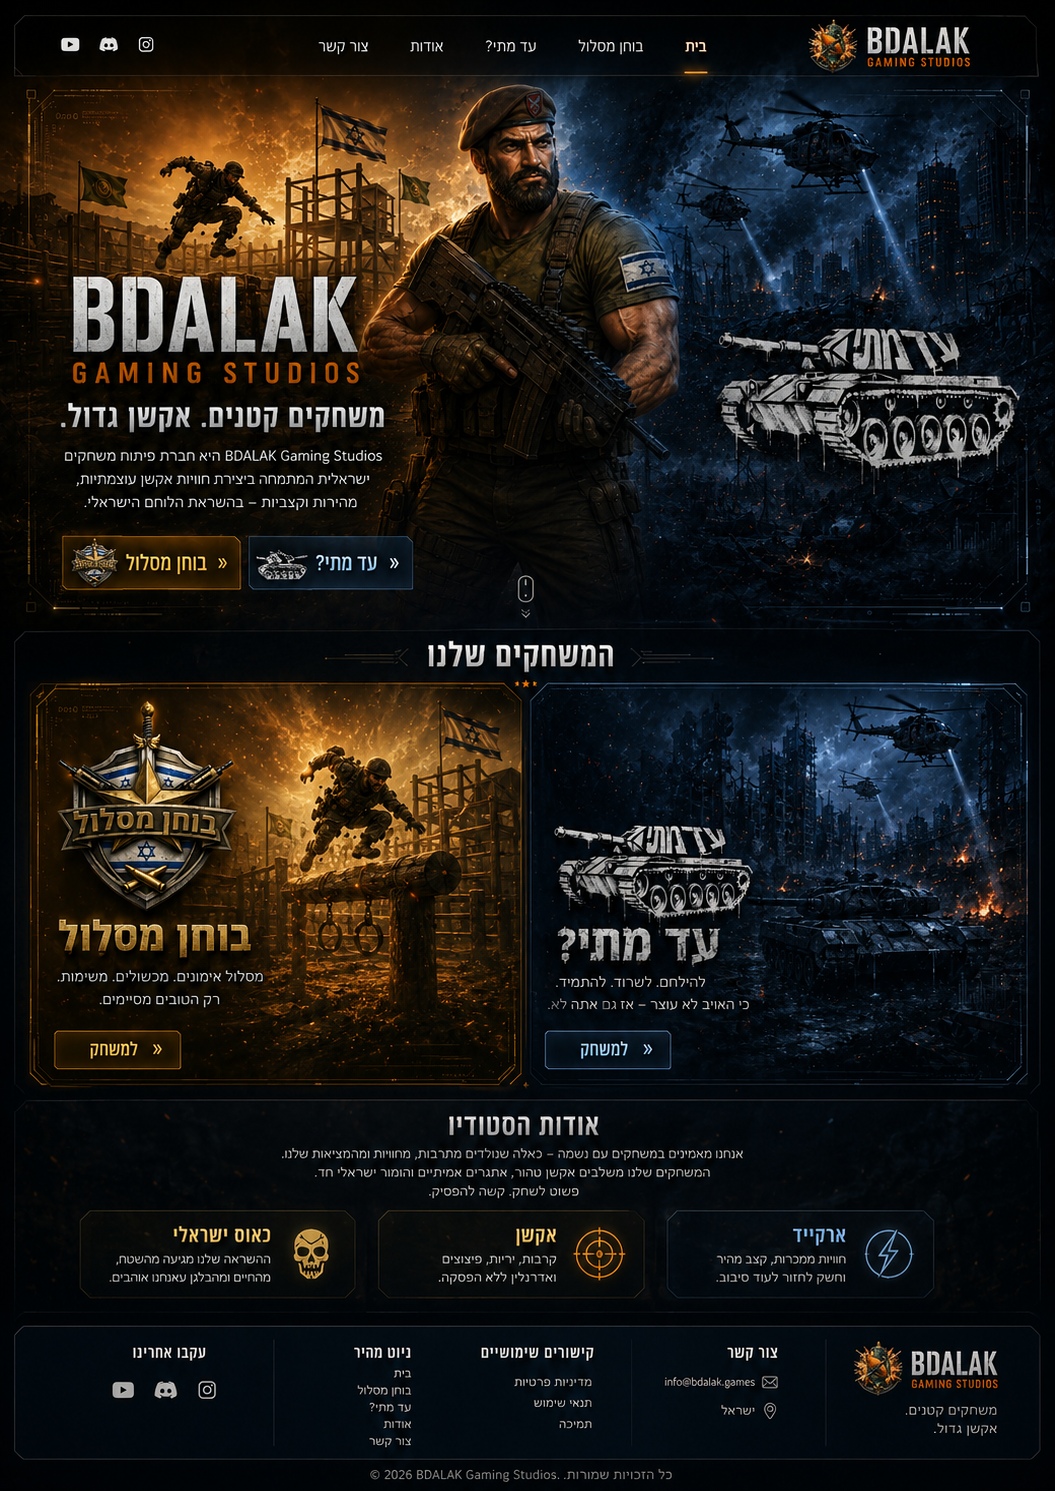 BDALAK
GAMING STUDIOS
בית
בוחן מסלול
עד מתי?
אודות
צור קשר
BDALAK
GAMING STUDIOS
משחקים קטנים. אקשן גדול.
BDALAK Gaming Studios היא חברת פיתוח משחקים
ישראלית המתמחה ביצירת חוויות אקשן עוצמתיות,
מהירות וקצביות – בהשראת הלוחם הישראלי.
עד מתי
בוחן מסלול »
עד מתי? »
המשחקים שלנו
בוחן מסלול
בוחן מסלול
מסלול אימונים. מכשולים. משימות.
רק הטובים מסיימים.
למשחק »
עד מתי
עד מתי?
להילחם. לשרוד. להתמיד.
כי האויב לא עוצר – אז גם אתה לא.
למשחק »
אודות הסטודיו
אנחנו מאמינים במשחקים עם נשמה – כאלה שנולדים מתרבות, מחוויות ומהמציאות שלנו.
המשחקים שלנו משלבים אקשן טהור, אתגרים אמיתיים והומור ישראלי חד.
פשוט לשחק. קשה להפסיק.
ארקייד
חוויות ממכרות, קצב מהיר
וחשק לחזור לעוד סיבוב.
אקשן
קרבות, יריות, פיצוצים
ואדרנלין ללא הפסקה.
כאוס ישראלי
ההשראה שלנו מגיעה מהשטח,
מהחיים ומהבלגן שאנחנו אוהבים.
BDALAK
GAMING STUDIOS
משחקים קטנים.
אקשן גדול.
צור קשר
info@bdalak.games
ישראל
קישורים שימושיים
מדיניות פרטיות
תנאי שימוש
תמיכה
ניווט מהיר
בית
בוחן מסלול
עד מתי?
אודות
צור קשר
עקבו אחרינו
© 2026 BDALAK Gaming Studios. כל הזכויות שמורות.